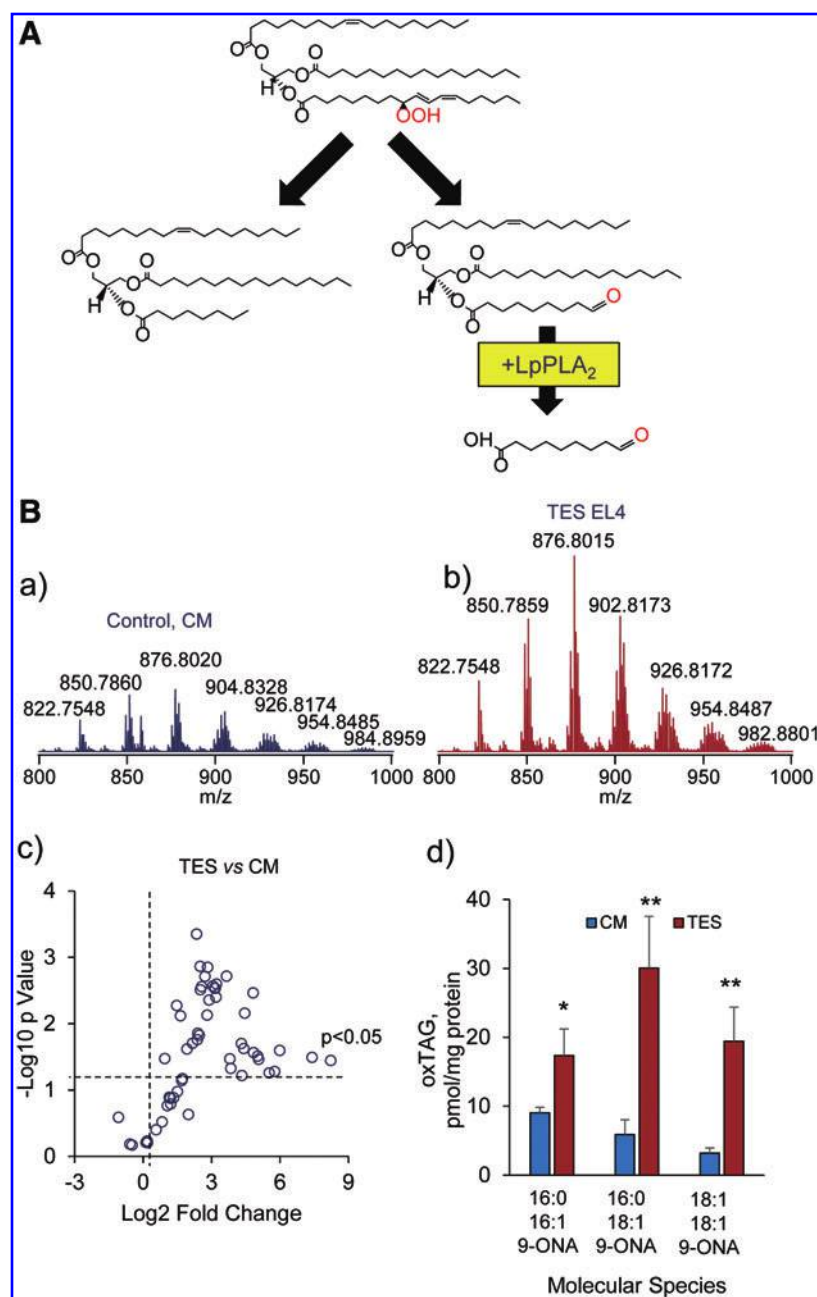 A
O
O
O
O
H
O
O
OOH
O
O
O
O
H
O
O
O
O
O
O
H
O
O
O
+LpPLA₂
OH
O
O
B
TES EL4
a)
b)
Control, CM
822.7548
850.7860
876.8020
904.8328
926.8174
954.8485
984.8959
800 850 900 950 1000
m/z
822.7548
850.7859
876.8015
902.8173
926.8172
954.8487
982.8801
800 850 900 950 1000
m/z
c)
TES vs CM
-Log10 p Value
4
3
2
1
0
p<0.05
-3 0 3 6 9
Log2 Fold Change
d)
oxTAG,
pmol/mg protein
40
30
20
10
0
CM TES
* ** **
16:0 16:0 18:1
16:1 18:1 18:1
9-ONA 9-ONA 9-ONA
Molecular Species